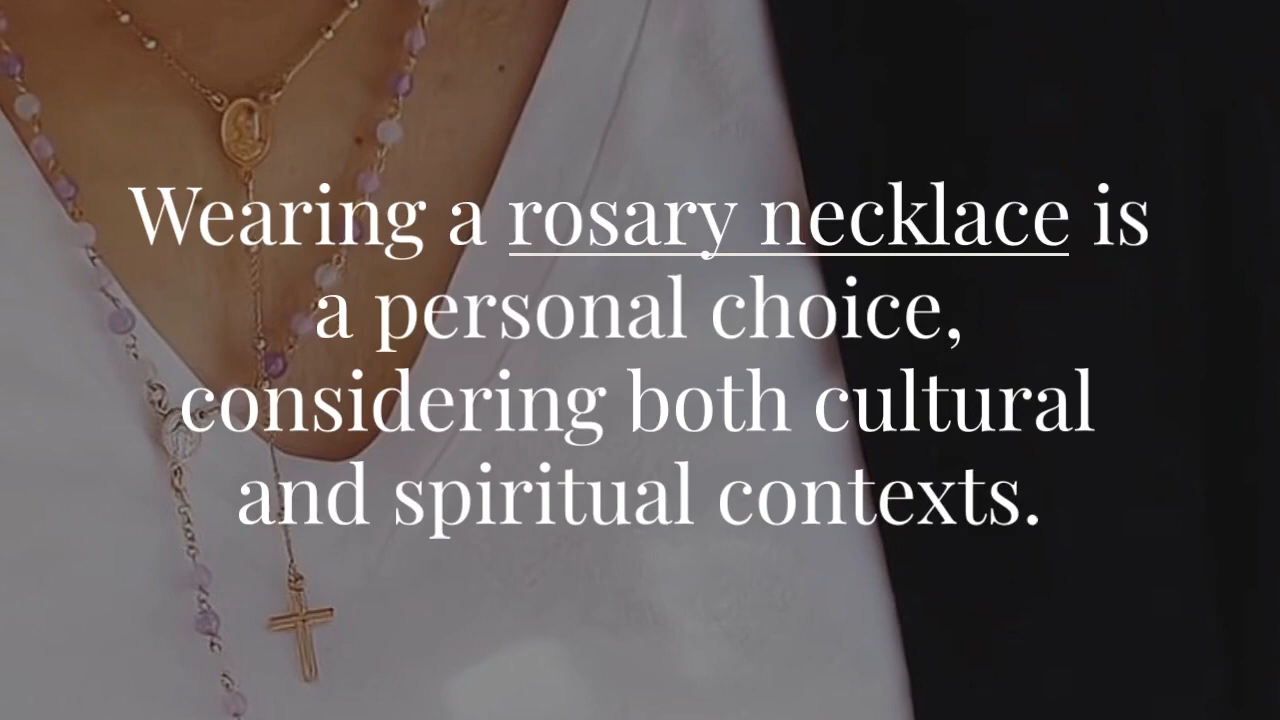 Wearing a rosary necklace is
a personal choice,
considering both cultural
and spiritual contexts.